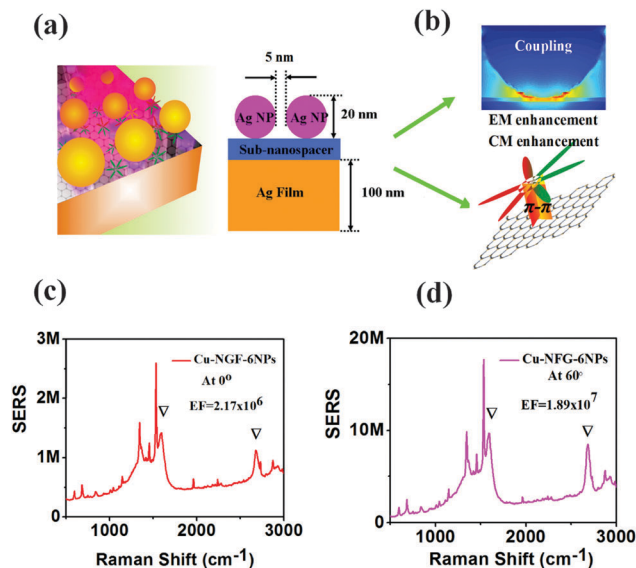 (a)
5 nm
Ag NP
Ag NP
20 nm
Sub-nanospacer
Ag Film
100 nm
(b)
Coupling
EM enhancement
CM enhancement
π-π
(c)
3M
2M
1M
0
SERS
Cu-NGF-6NPs
At 0°
EF=2.17x10⁶
1000
2000
3000
Raman Shift (cm⁻¹)
(d)
20M
10M
0
SERS
Cu-NFG-6NPs
At 60°
EF=1.89x10⁷
1000
2000
3000
Raman Shift (cm⁻¹)